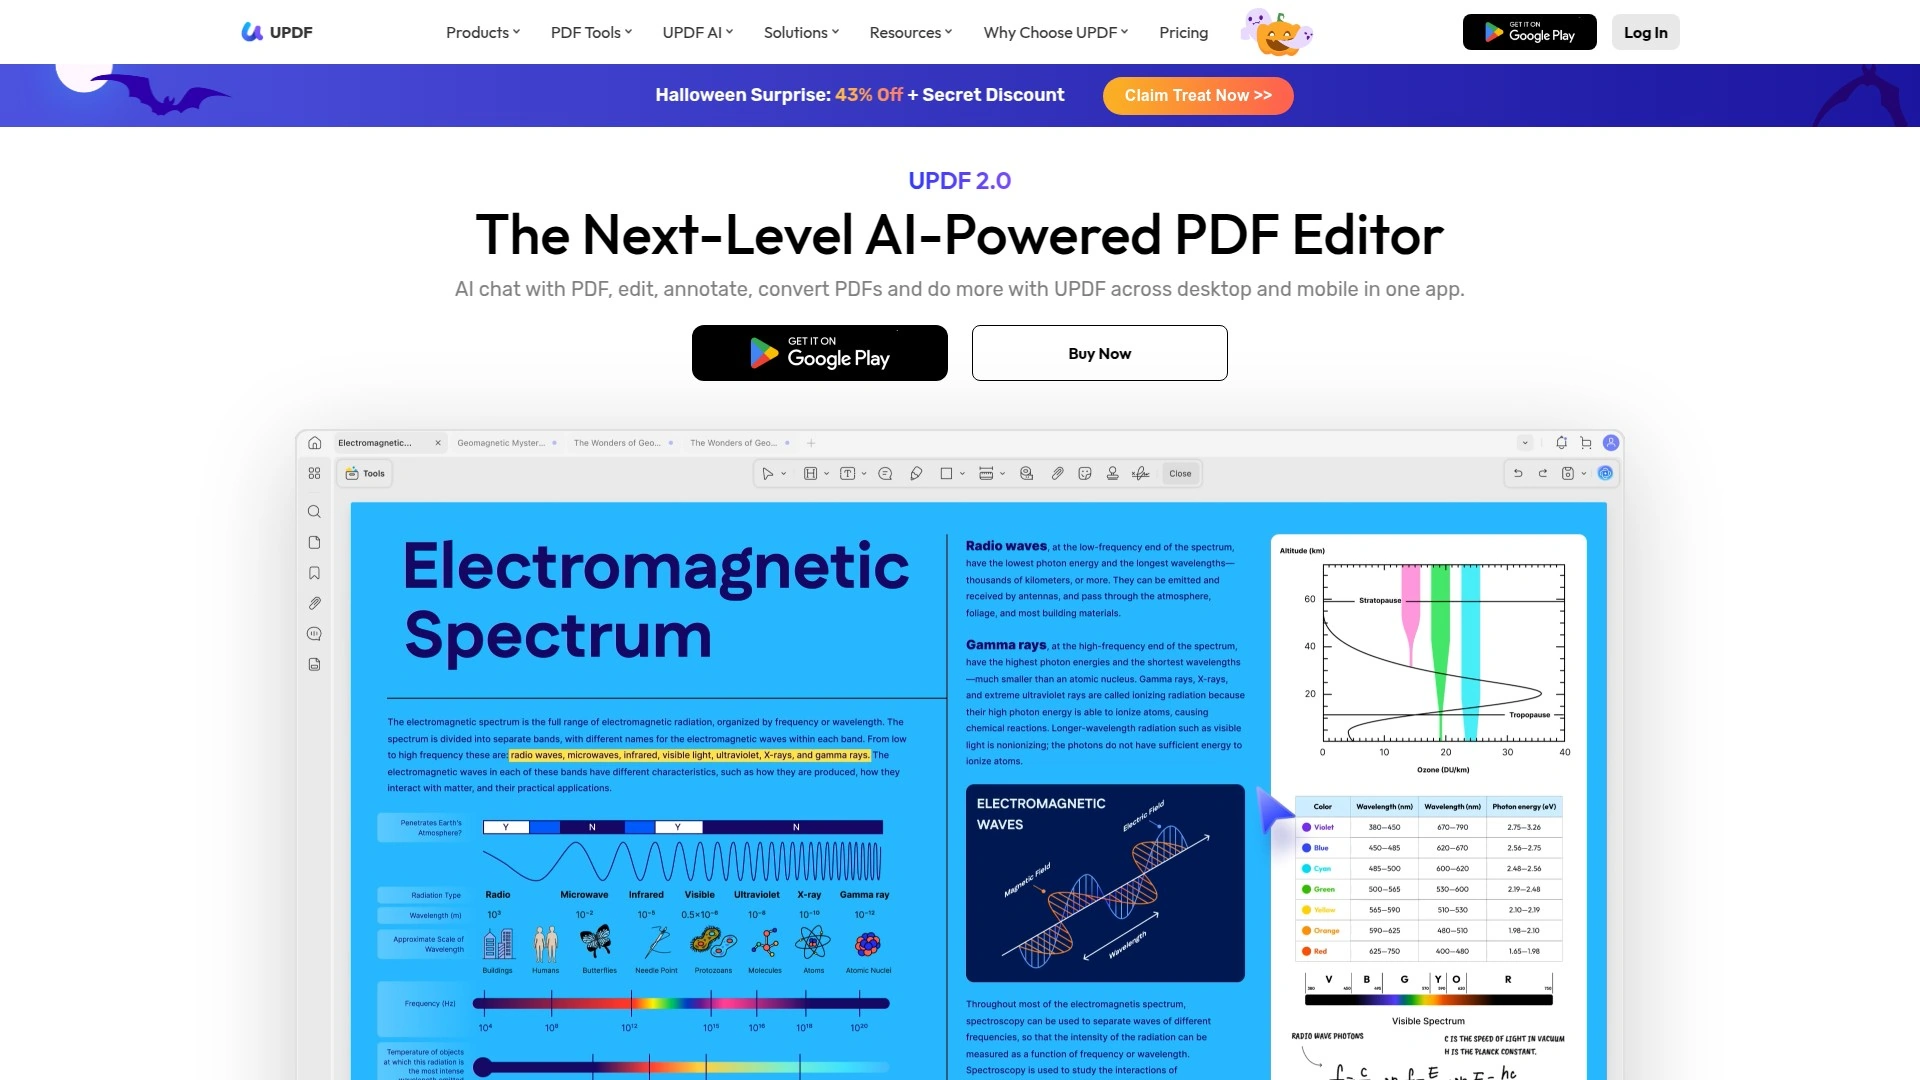 UPDF
Products
PDF Tools
UPDF AI
Solutions
Resources
Why Choose UPDF
Pricing
GET IT ON
Google Play
Log In
Halloween Surprise: 43% Off + Secret Discount
Claim Treat Now >>
UPDF 2.0
The Next-Level AI-Powered PDF Editor
AI chat with PDF, edit, annotate, convert PDFs and do more with UPDF across desktop and mobile in one app.
GET IT ON
Google Play
Buy Now
Electromagnetic...
Geomagnetic Myster...
The Wonders of Geo...
The Wonders of Geo...
Tools
Close
Electromagnetic
Spectrum
The electromagnetic spectrum is the full range of electromagnetic radiation, organized by frequency or wavelength. The
spectrum is divided into separate bands, with different names for the electromagnetic waves within each band. From low
to high frequency these are: radio waves, microwaves, infrared, visible light, ultraviolet, X-rays, and gamma rays. The
electromagnetic waves in each of these bands have different characteristics, such as how they are produced, how they
interact with matter, and their practical applications.
Penetrates Earth's
Atmosphere?
Y N Y N
Radiation Type
Radio Microwave Infrared Visible Ultraviolet X-ray Gamma ray
Wavelength (m)
10³ 10⁻² 10⁻⁵ 0.5×10⁻⁶ 10⁻⁸ 10⁻¹⁰ 10⁻¹²
Approximate Scale of
Wavelength
Buildings Humans Butterflies Needle Point Protozoans Molecules Atoms Atomic Nuclei
Frequency (Hz)
10⁴ 10⁸ 10¹² 10¹⁵ 10¹⁶ 10¹⁸ 10²⁰
Temperature of objects
at which this radiation is
the most intense
wavelength emitted
Radio waves, at the low-frequency end of the spectrum,
have the lowest photon energy and the longest wavelengths—
thousands of kilometers, or more. They can be emitted and
received by antennas, and pass through the atmosphere,
foliage, and most building materials.
Gamma rays, at the high-frequency end of the spectrum,
have the highest photon energies and the shortest wavelengths
—much smaller than an atomic nucleus. Gamma rays, X-rays,
and extreme ultraviolet rays are called ionizing radiation because
their high photon energy is able to ionize atoms, causing
chemical reactions. Longer-wavelength radiation such as visible
light is nonionizing; the photons do not have sufficient energy to
ionize atoms.
ELECTROMAGNETIC
WAVES
Electric Field
Magnetic Field
Wavelength
Throughout most of the electromagnetis spectrum,
spectroscopy can be used to separate waves of different
frequencies, so that the intensity of the radiation can be
measured as a function of frequency or wavelength.
Spectroscopy is used to study the interactions of
Altitude (km)
60
Stratopause
40
20
Tropopause
0 10 20 30 40
Ozone (DU/km)
Color Wavelength (nm) Wavelength (nm) Photon energy (eV)
Violet 380—450 670—790 2.75—3.26
Blue 450—485 620—670 2.56—2.75
Cyan 485—500 600—620 2.48—2.56
Green 500—565 530—600 2.19—2.48
Yellow 565—590 510—530 2.10—2.19
Orange 590—625 480—510 1.98—2.10
Red 625—750 400—480 1.65—1.98
V B G Y O R
Visible Spectrum
RADIO WAVE PHOTONS
C IS THE SPEED OF LIGHT IN VACUUM
H IS THE PLANCK CONSTANT.